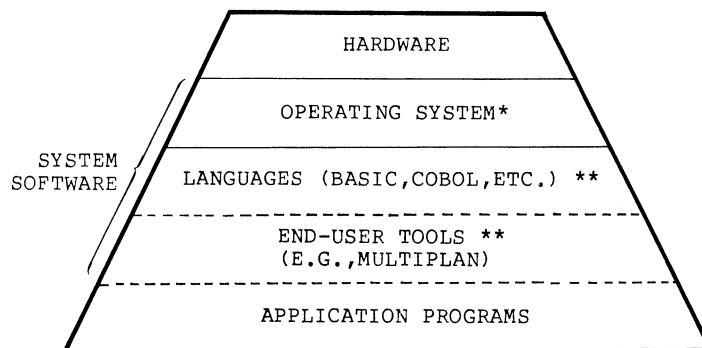 HARDWARE
OPERATING SYSTEM*
SYSTEM
SOFTWARE
LANGUAGES (BASIC,COBOL,ETC.) **
END-USER TOOLS **
(E.G.,MULTIPLAN)
APPLICATION PROGRAMS